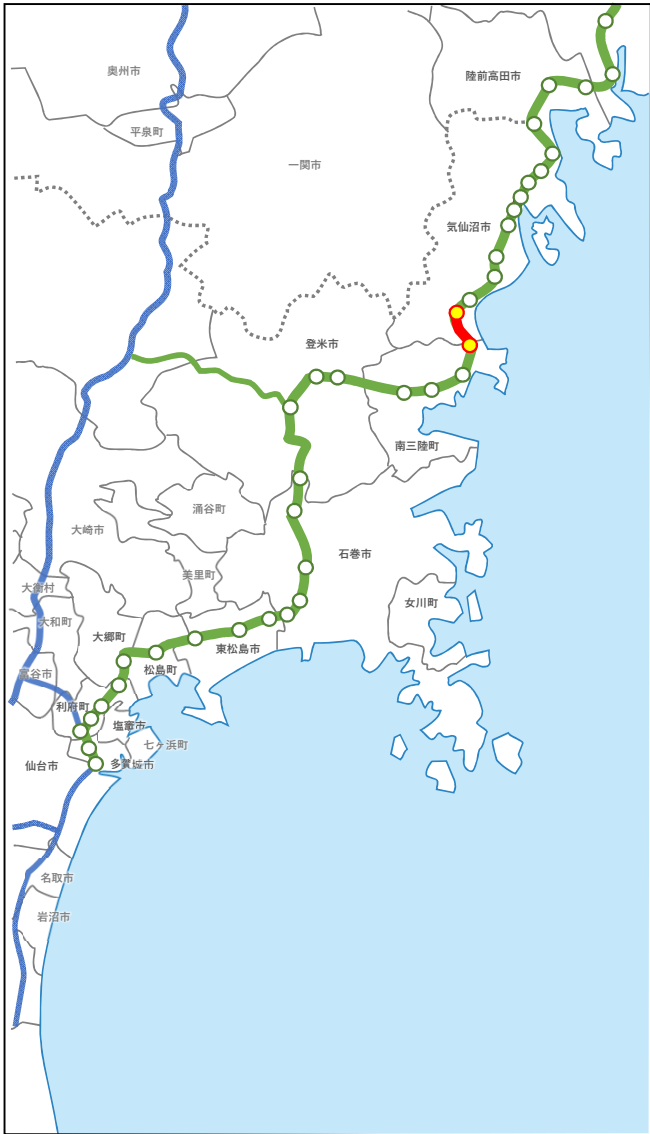 奥州市
陸前高田市
平泉町
一関市
気仙沼市
登米市
南三陸町
涌谷町
大崎市
石巻市
美里町
大衡村
女川町
大和町
大郷町
東松島市
松島町
富谷市
利府町
塩竈市
七ヶ浜町
仙台市
多賀城市
名取市
岩沼市